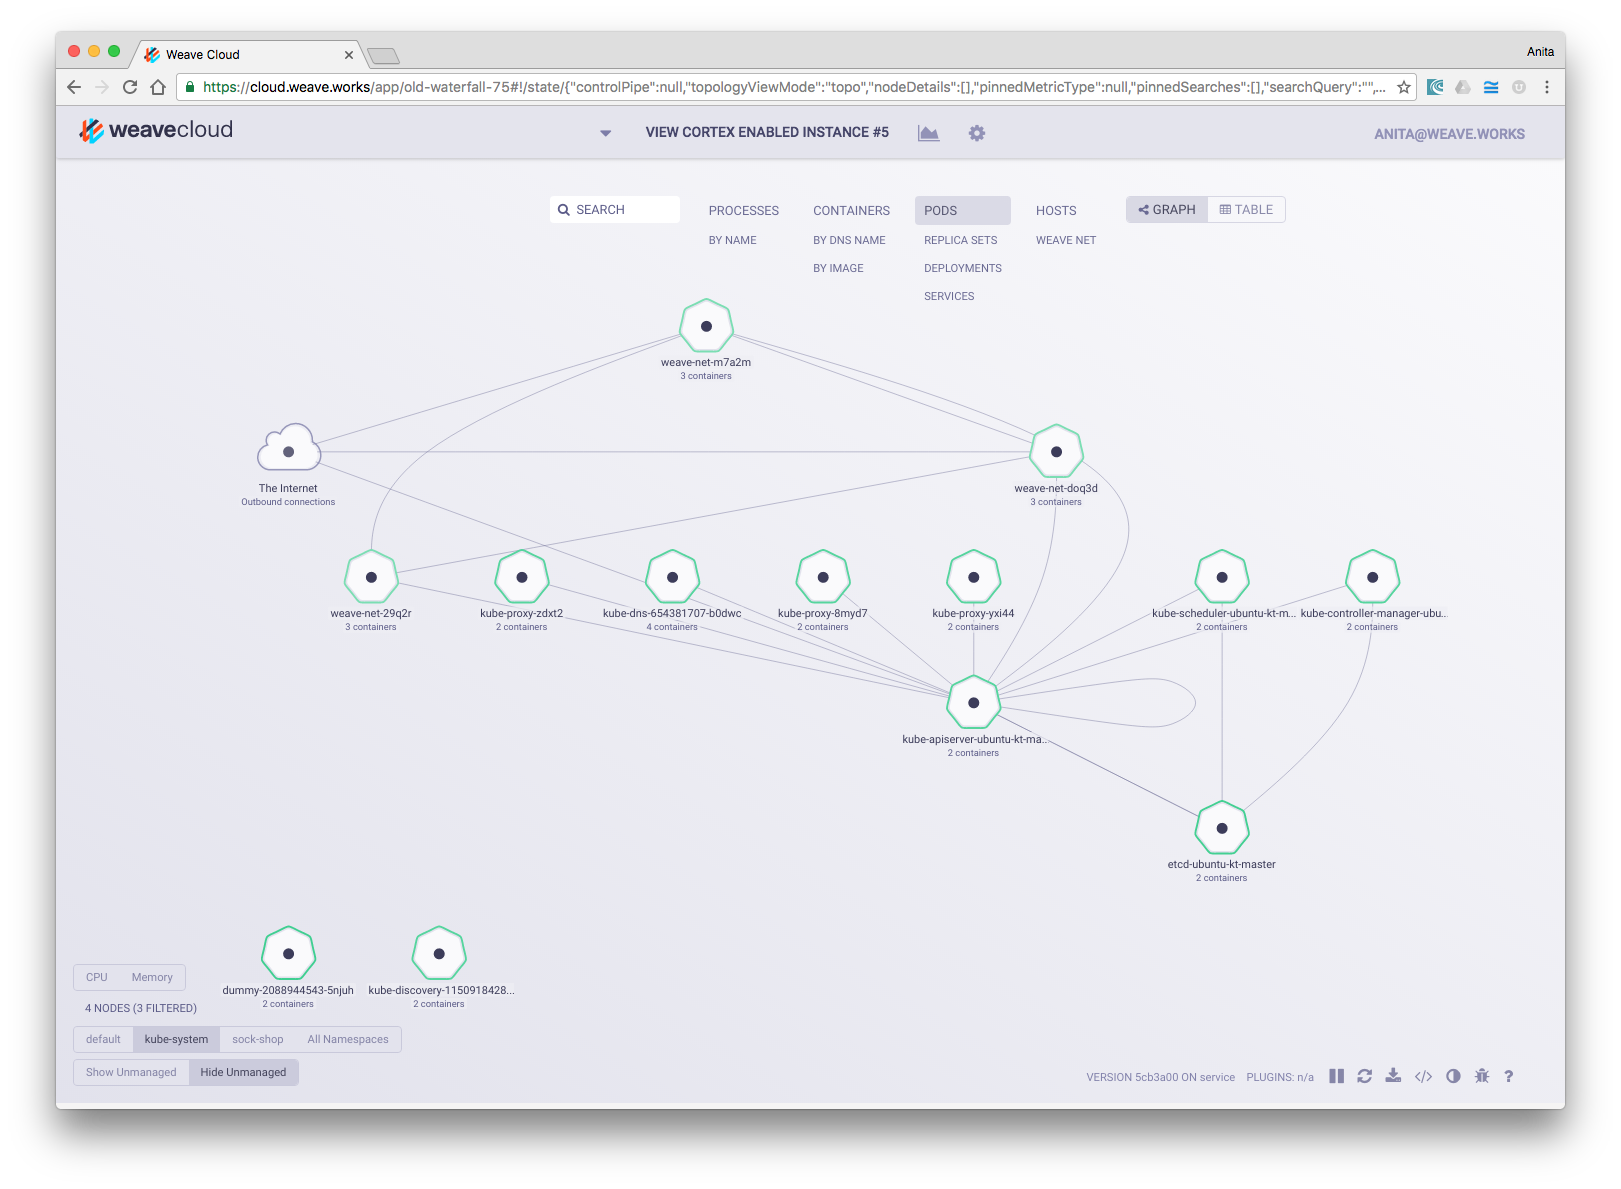 Weave Cloud
Anita
https://cloud.weave.works/app/old-waterfall-75#!/state/{"controlPipe":null,"topologyViewMode":"topo","nodeDetails":[],"pinnedMetricType":null,"pinnedSearches":[],"searchQuery":"",...
weavecloud
VIEW CORTEX ENABLED INSTANCE #5
ANITA@WEAVE.WORKS
SEARCH PROCESSES CONTAINERS PODS HOSTS GRAPH TABLE
BY NAME BY DNS NAME REPLICA SETS WEAVE NET
BY IMAGE DEPLOYMENTS
SERVICES
weave-net-m7a2m
3 containers
The Internet
Outbound connections
weave-net-doq3d
3 containers
weave-net-29q2r
3 containers
kube-proxy-zdxt2
2 containers
kube-dns-654381707-b0dwc
4 containers
kube-proxy-8myd7
2 containers
kube-proxy-yxi44
2 containers
kube-scheduler-ubuntu-kt-m...
2 containers
kube-controller-manager-ubu...
2 containers
kube-apiserver-ubuntu-kt-ma...
2 containers
etcd-ubuntu-kt-master
2 containers
dummy-2088944543-5njuh
2 containers
kube-discovery-1150918428...
2 containers
CPU Memory
4 NODES (3 FILTERED)
default kube-system sock-shop All Namespaces
Show Unmanaged Hide Unmanaged
VERSION 5cb3a00 ON service PLUGINS: n/a </> ?